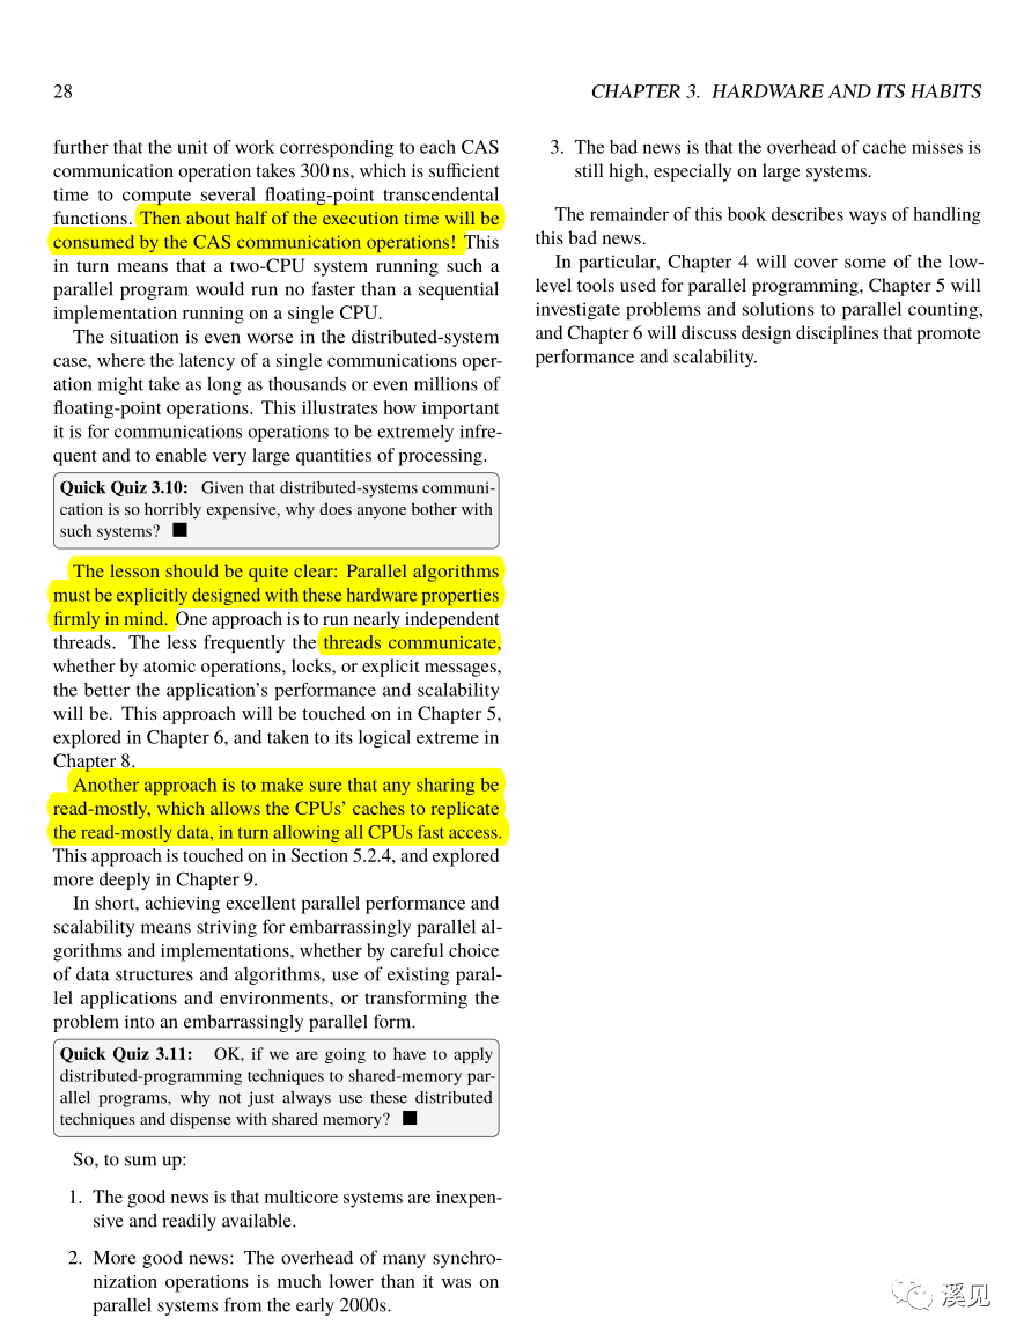 28
CHAPTER 3. HARDWARE AND ITS HABITS
further that the unit of work corresponding to each CAS
communication operation takes 300 ns, which is sufficient
time to compute several floating-point transcendental
functions. Then about half of the execution time will be
consumed by the CAS communication operations! This
in turn means that a two-CPU system running such a
parallel program would run no faster than a sequential
implementation running on a single CPU.
The situation is even worse in the distributed-system
case, where the latency of a single communications oper-
ation might take as long as thousands or even millions of
floating-point operations. This illustrates how important
it is for communications operations to be extremely infre-
quent and to enable very large quantities of processing.
Quick Quiz 3.10: Given that distributed-systems communi-
cation is so horribly expensive, why does anyone bother with
such systems? ■
The lesson should be quite clear: Parallel algorithms
must be explicitly designed with these hardware properties
firmly in mind. One approach is to run nearly independent
threads. The less frequently the threads communicate,
whether by atomic operations, locks, or explicit messages,
the better the application's performance and scalability
will be. This approach will be touched on in Chapter 5,
explored in Chapter 6, and taken to its logical extreme in
Chapter 8.
Another approach is to make sure that any sharing be
read-mostly, which allows the CPUs' caches to replicate
the read-mostly data, in turn allowing all CPUs fast access.
This approach is touched on in Section 5.2.4, and explored
more deeply in Chapter 9.
In short, achieving excellent parallel performance and
scalability means striving for embarrassingly parallel al-
gorithms and implementations, whether by careful choice
of data structures and algorithms, use of existing paral-
lel applications and environments, or transforming the
problem into an embarrassingly parallel form.
Quick Quiz 3.11: OK, if we are going to have to apply
distributed-programming techniques to shared-memory par-
allel programs, why not just always use these distributed
techniques and dispense with shared memory? ■
So, to sum up:
1. The good news is that multicore systems are inexpen-
sive and readily available.
2. More good news: The overhead of many synchro-
nization operations is much lower than it was on
parallel systems from the early 2000s.
3. The bad news is that the overhead of cache misses is
still high, especially on large systems.
The remainder of this book describes ways of handling
this bad news.
In particular, Chapter 4 will cover some of the low-
level tools used for parallel programming, Chapter 5 will
investigate problems and solutions to parallel counting,
and Chapter 6 will discuss design disciplines that promote
performance and scalability.
溪见